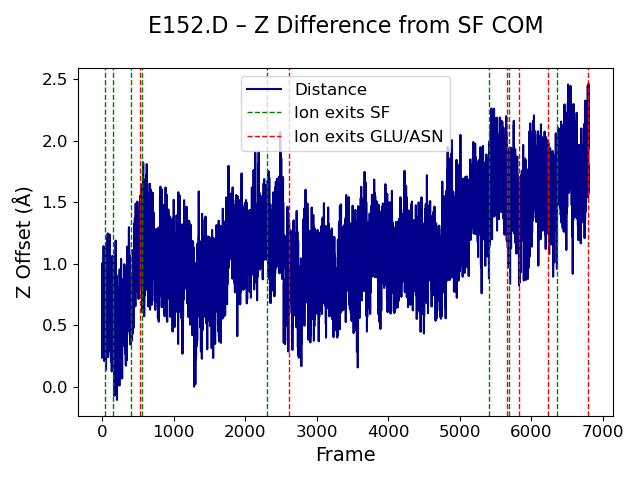 E152.D – Z Difference from SF COM
Distance
Ion exits SF
Ion exits GLU/ASN
Z Offset (Å)
2.5
2.0
1.5
1.0
0.5
0.0
0 1000 2000 3000 4000 5000 6000 7000
Frame